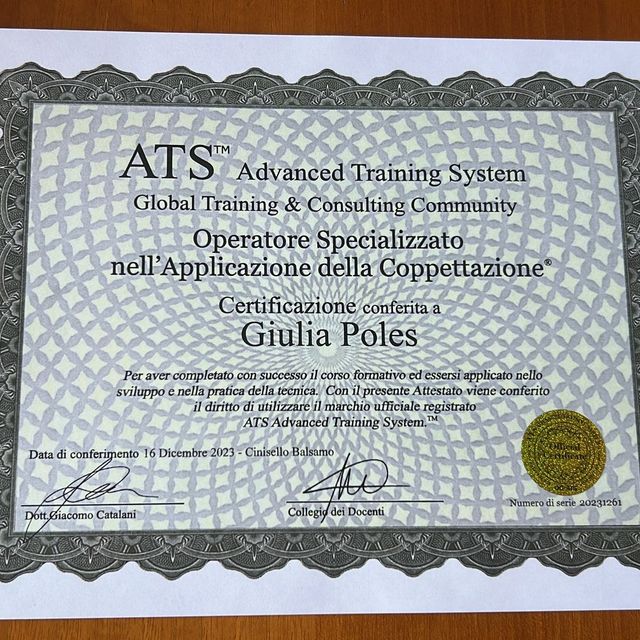 ATS™ Advanced Training System
Global Training & Consulting Community
Operatore Specializzato
nell'Applicazione della Coppettazione®
Certificazione conferita a
Giulia Poles
Per aver completato con successo il corso formativo ed essersi applicato nello
sviluppo e nella pratica della tecnica. Con il presente Attestato viene conferito
il diritto di utilizzare il marchio ufficiale registrato
ATS Advanced Training System.™
Data di conferimento 16 Dicembre 2023 - Cinisello Balsamo
Official
Certificate
Dott.Giacomo Catalani
Collegio dei Docenti
Numero di serie 20231261